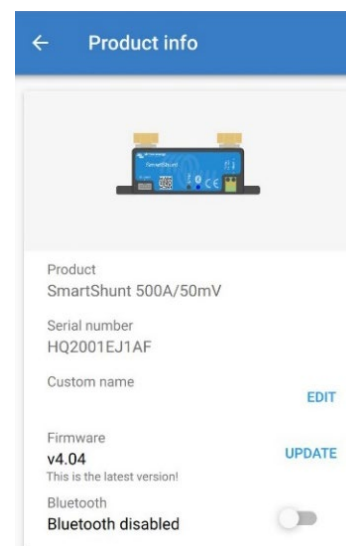 Product info
SmartShunt
Product
SmartShunt 500A/50mV
Serial number
HQ2001EJ1AF
Custom name
EDIT
Firmware
v4.04
UPDATE
This is the latest version!
Bluetooth
Bluetooth disabled